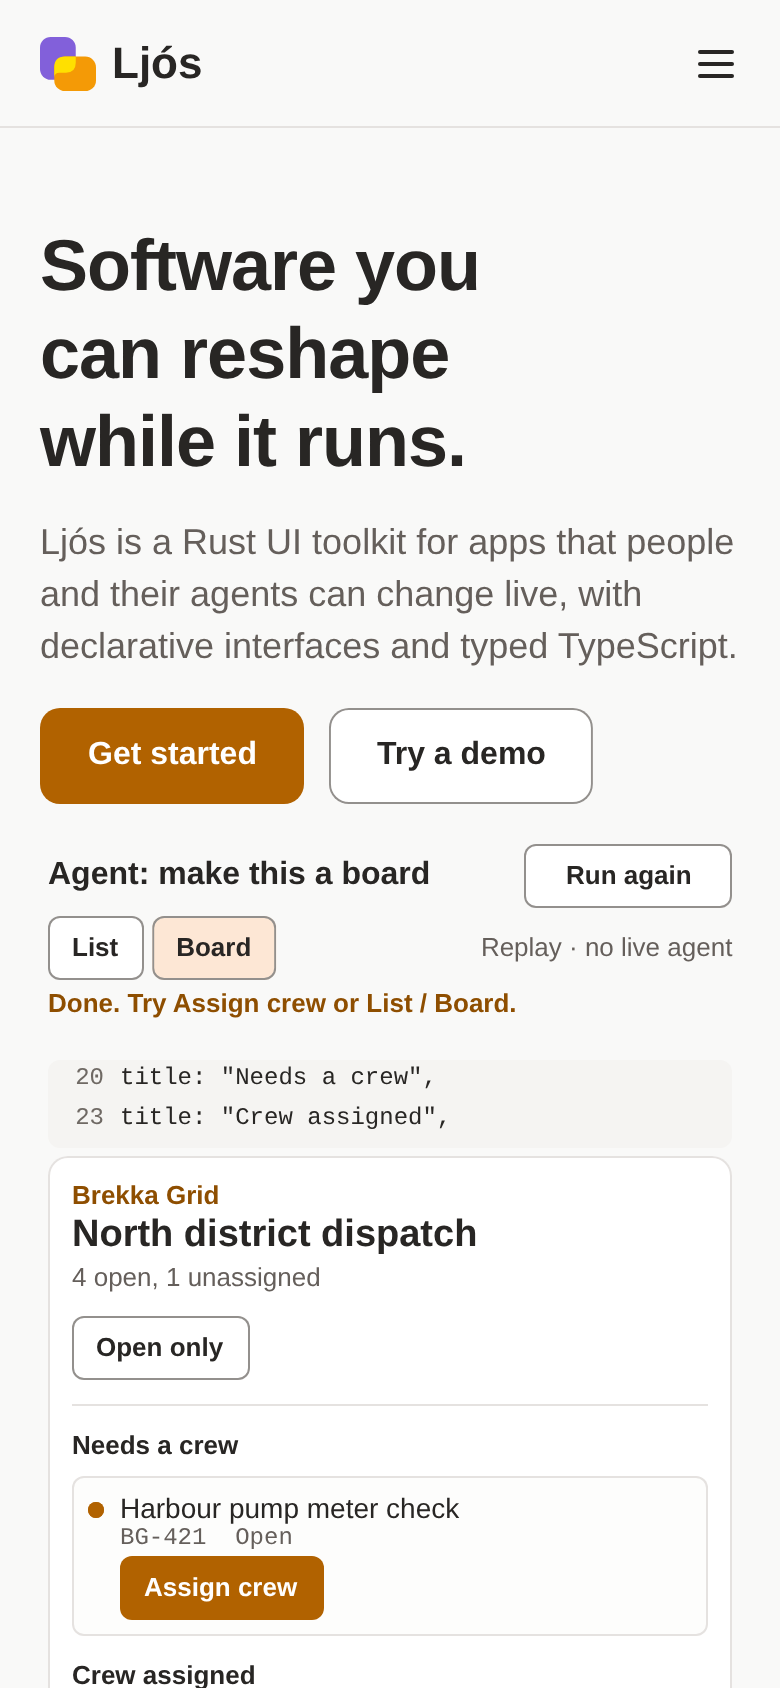 Ljós
Software you
can reshape
while it runs.
Ljós is a Rust UI toolkit for apps that people
and their agents can change live, with
declarative interfaces and typed TypeScript.
Get started
Try a demo
Agent: make this a board
Run again
List
Board
Replay · no live agent
Done. Try Assign crew or List / Board.
20 title: "Needs a crew",
23 title: "Crew assigned",
Brekka Grid
North district dispatch
4 open, 1 unassigned
Open only
Needs a crew
Harbour pump meter check
BG-421 Open
Assign crew
Crew assigned